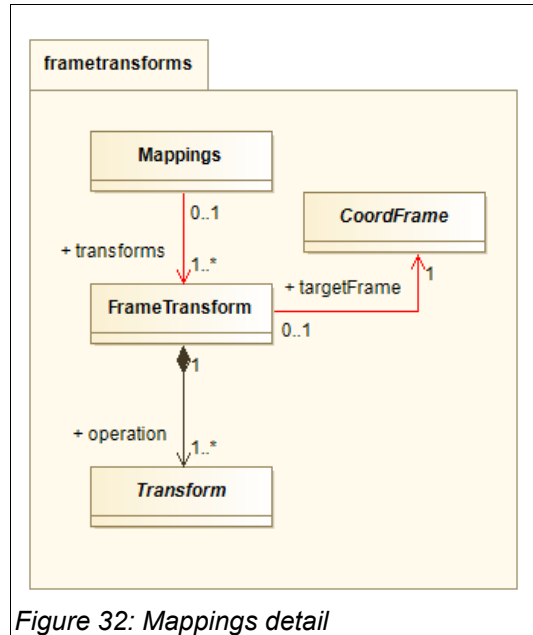 frametransforms
Mappings
0..1
+ transforms
1..*
CoordFrame
1
+ targetFrame
FrameTransform
0..1
1
+ operation
1..*
Transform
Figure 32: Mappings detail